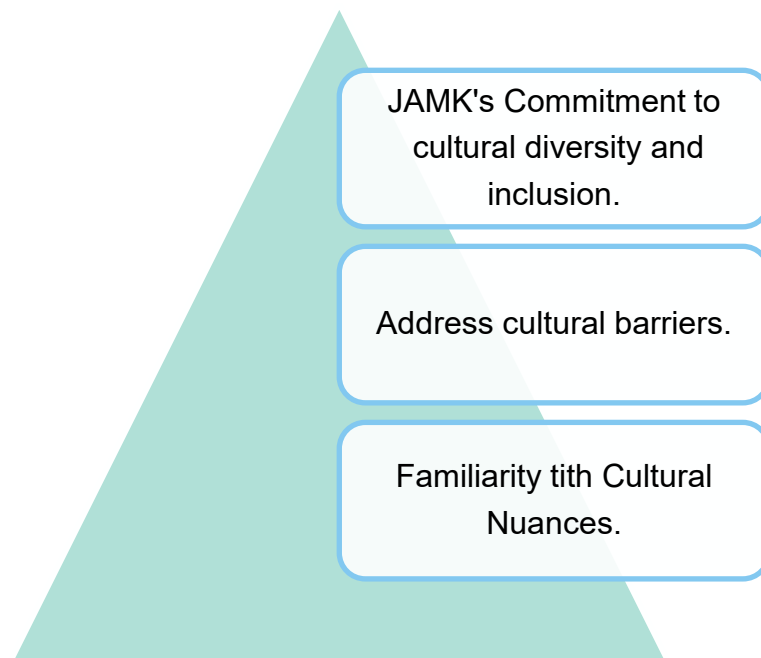 JAMK's Commitment to
cultural diversity and
inclusion.
Address cultural barriers.
Familiarity tith Cultural
Nuances.